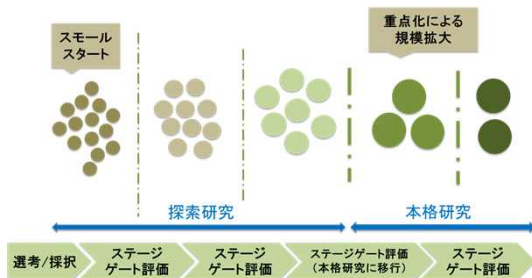 スモール
スタート
重点化による
規模拡大
探索研究
本格研究
選考/採択
ステージ
ゲート評価
ステージ
ゲート評価
ステージゲート評価
(本格研究に移行)
ステージ
ゲート評価